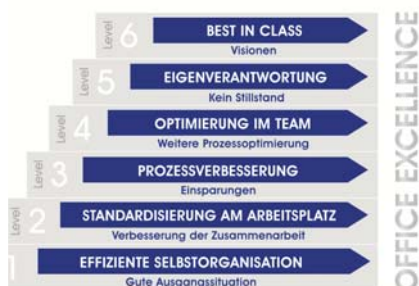 Level 6
BEST IN CLASS
Visionen
Level 5
EIGENVERANTWORTUNG
Kein Stillstand
Level 4
OPTIMIERUNG IM TEAM
Weitere Prozessoptimierung
Level 3
PROZESSVERBESSERUNG
Einsparungen
Level 2
STANDARDISIERUNG AM ARBEITSPLATZ
Verbesserung der Zusammenarbeit
1
EFFIZIENTE SELBSTORGANISATION
Gute Ausgangssituation
OFFICE EXCELLENCE